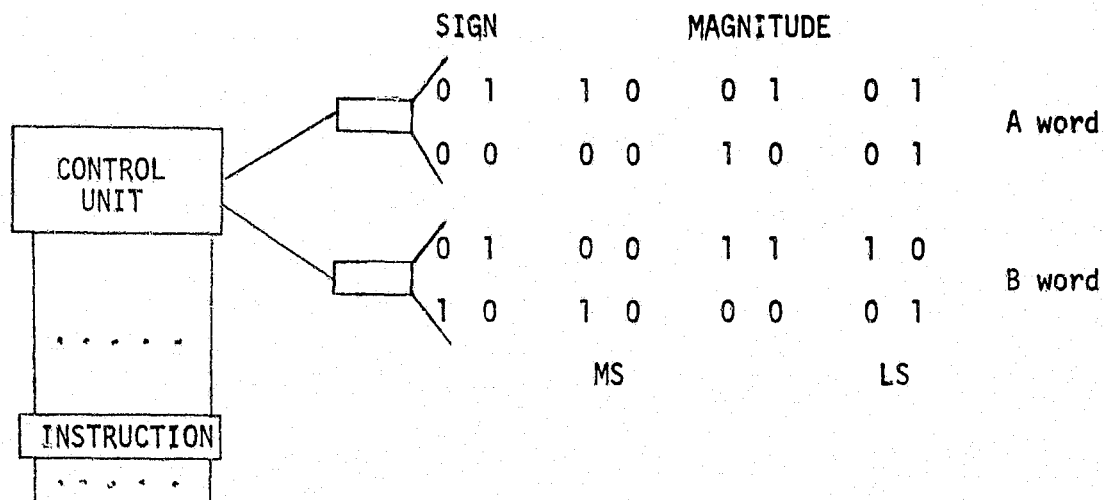 SIGN MAGNITUDE
0 1 1 0 0 1 0 1
A word
0 0 0 0 1 0 0 1
CONTROL
UNIT
0 1 0 0 1 1 1 0
B word
1 0 1 0 0 0 0 1
MS LS
. . . . .
INSTRUCTION
. . . . .